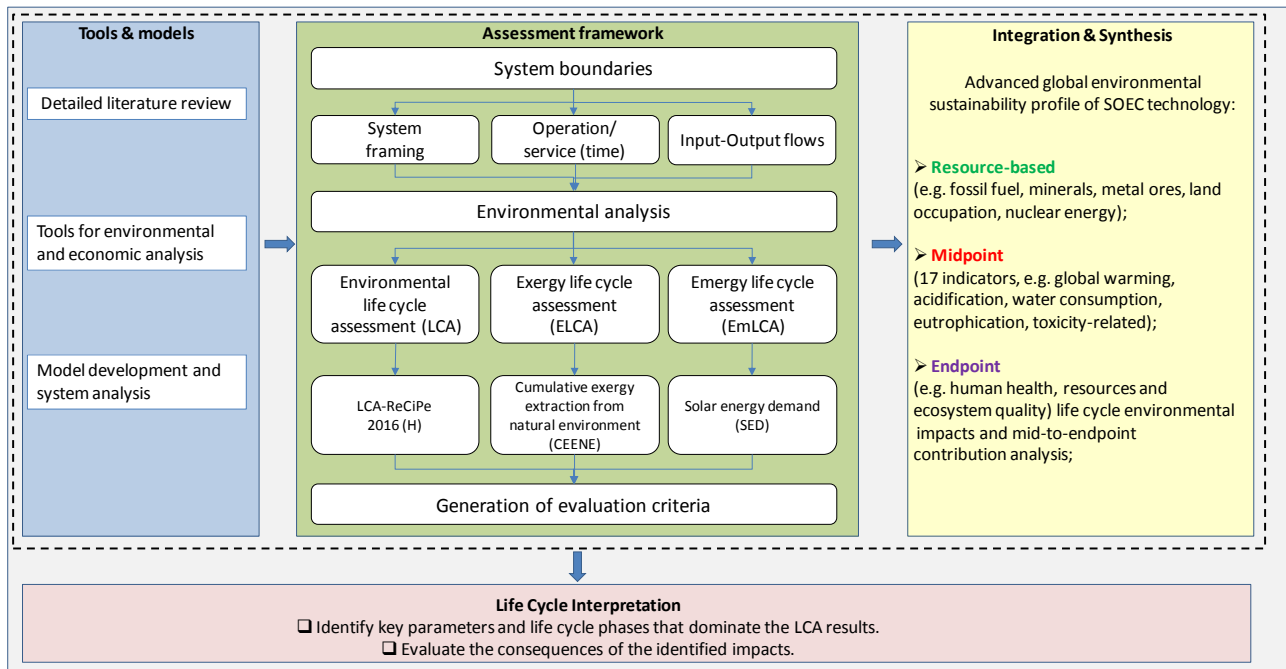 Tools & models
Detailed literature review
Tools for environmental
and economic analysis
Model development and
system analysis
Assessment framework
System boundaries
System
framing
Operation/
service (time)
Input-Output flows
Environmental analysis
Environmental
life cycle
assessment (LCA)
Exergy life cycle
assessment
(ELCA)
Emergy life cycle
assessment
(EmLCA)
LCA-ReCiPe
2016 (H)
Cumulative exergy
extraction from
natural environment
(CEENE)
Solar energy demand
(SED)
Generation of evaluation criteria
Integration & Synthesis
Advanced global environmental
sustainability profile of SOEC technology:
➢ Resource-based
(e.g. fossil fuel, minerals, metal ores, land
occupation, nuclear energy);
➢ Midpoint
(17 indicators, e.g. global warming,
acidification, water consumption,
eutrophication, toxicity-related);
➢ Endpoint
(e.g. human health, resources and
ecosystem quality) life cycle environmental
impacts and mid-to-endpoint
contribution analysis;
Life Cycle Interpretation
❑ Identify key parameters and life cycle phases that dominate the LCA results.
❑ Evaluate the consequences of the identified impacts.